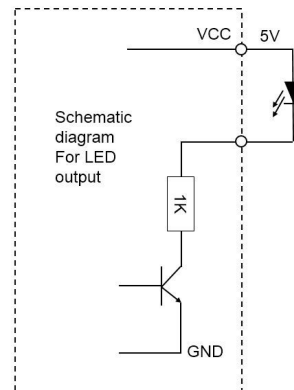 VCC 5V
Schematic
diagram
For LED
output
1K
GND